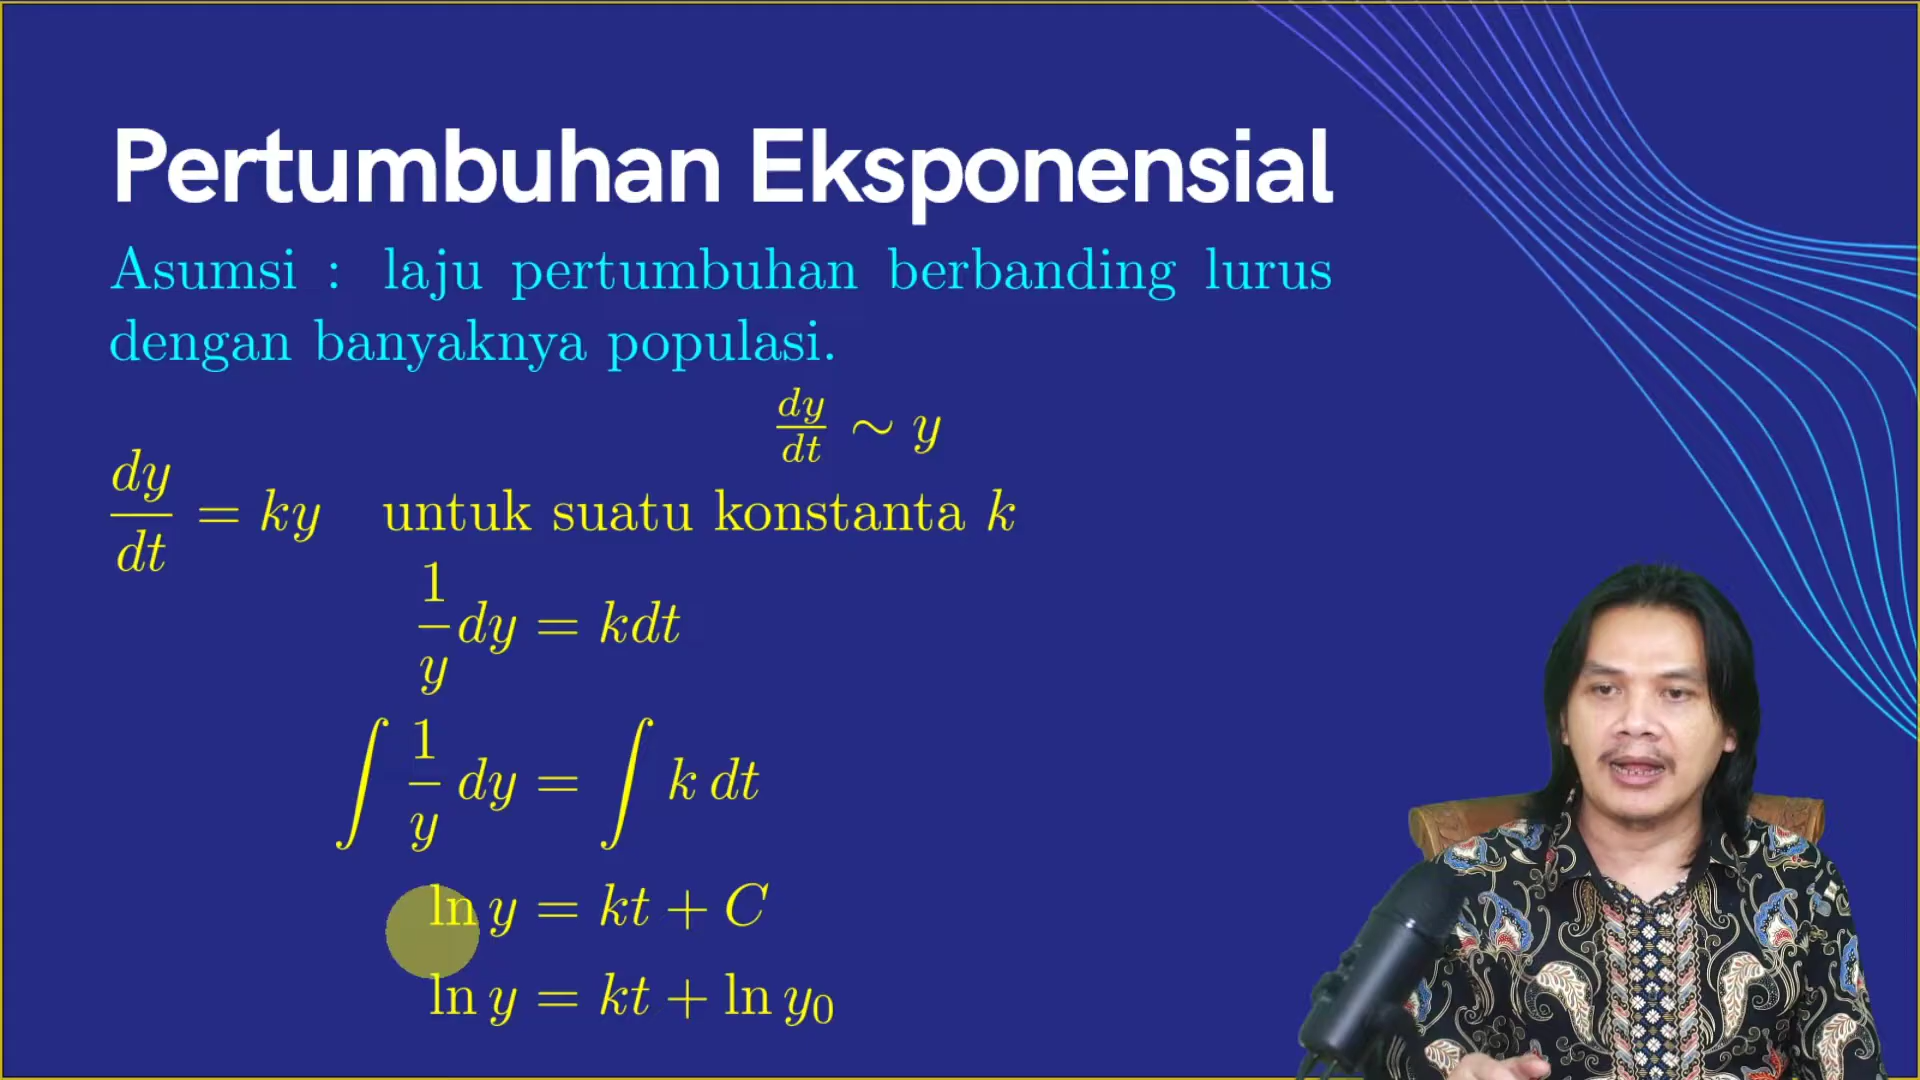 Pertumbuhan Eksponensial
Asumsi : laju pertumbuhan berbanding lurus
dengan banyaknya populasi.
dy/dt ∼ y
dy/dt = ky untuk suatu konstanta k
1/y dy = kdt
∫ 1/y dy = ∫ k dt
ln y = kt + C
ln y = kt + ln y₀